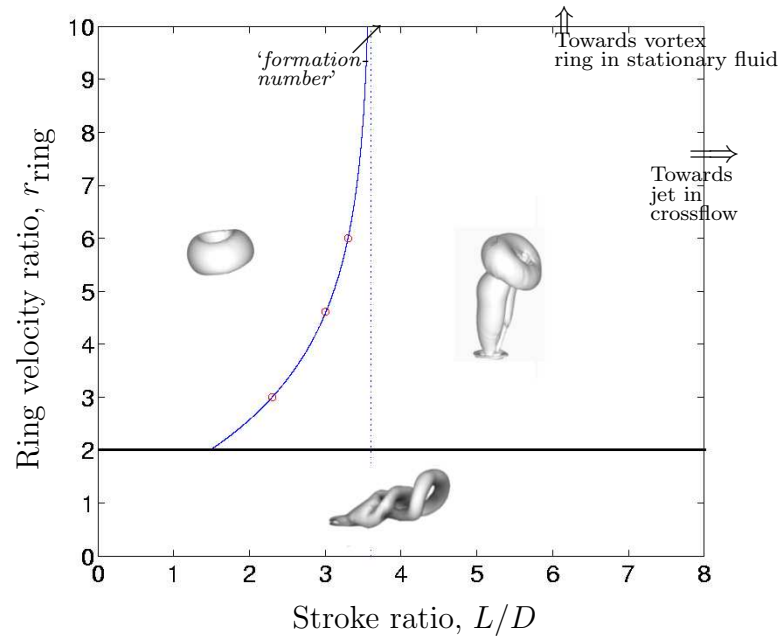 Towards vortex
ring in stationary fluid
‘formation
number’
10
9
8
7
6
5
4
3
2
1
0
Towards
jet in
crossflow
Ring velocity ratio, rring
0 1 2 3 4 5 6 7 8
Stroke ratio, L/D